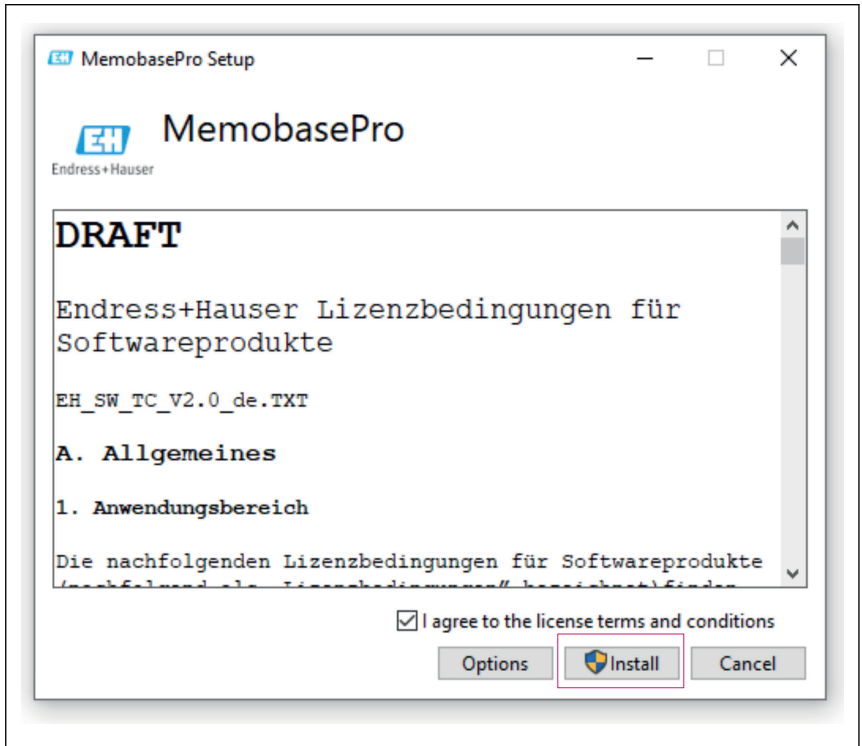 MemobasePro Setup
EH
MemobasePro
Endress+Hauser
DRAFT
Endress+Hauser Lizenzbedingungen für
Softwareprodukte
EH_SW_TC_V2.0_de.TXT
A. Allgemeines
1. Anwendungsbereich
Die nachfolgenden Lizenzbedingungen für Softwareprodukte
I agree to the license terms and conditions
Options
Install
Cancel